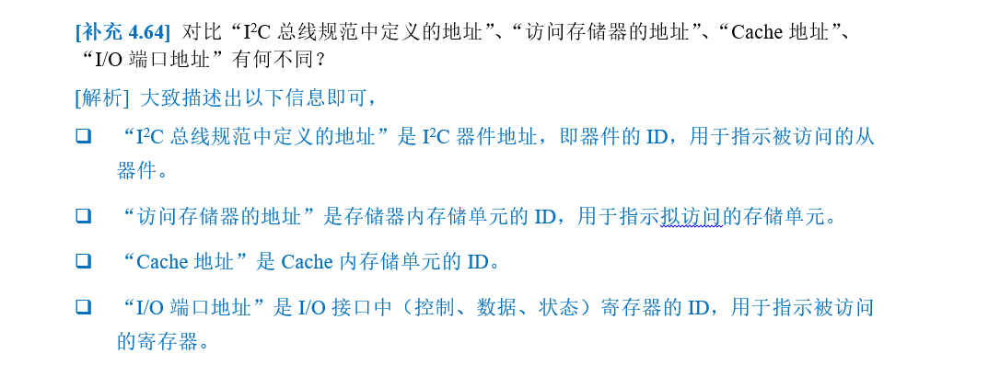 [补充 4.64] 对比“I²C 总线规范中定义的地址”、“访问存储器的地址”、“Cache 地址”、
“I/O 端口地址”有何不同？
[解析] 大致描述出以下信息即可，
❑ “I²C 总线规范中定义的地址”是 I²C 器件地址，即器件的 ID，用于指示被访问的从
器件。
❑ “访问存储器的地址”是存储器内存储单元的 ID，用于指示拟访问的存储单元。
❑ “Cache 地址”是 Cache 内存储单元的 ID。
❑ “I/O 端口地址”是 I/O 接口中（控制、数据、状态）寄存器的 ID，用于指示被访问
的寄存器。